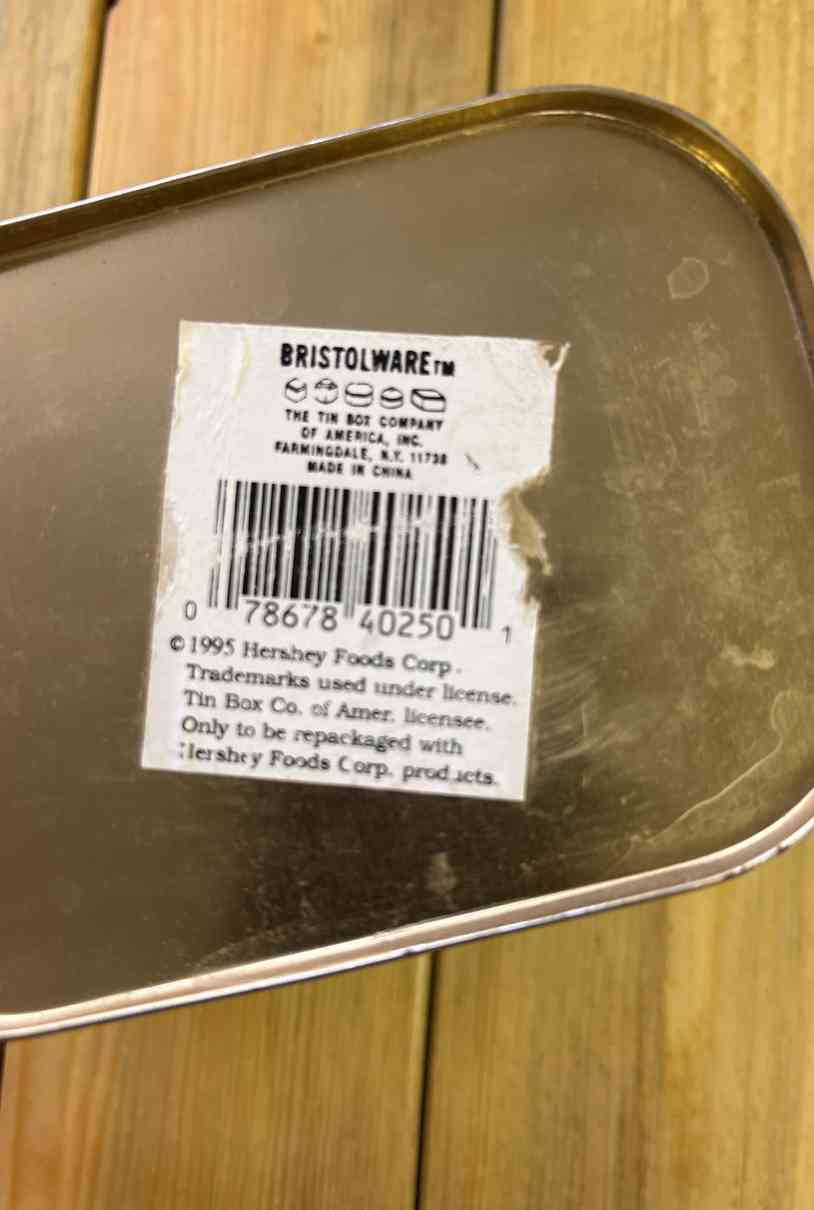 BRISTOLWARE™
THE TIN BOX COMPANY
OF AMERICA, INC.
FARMINGDALE, N.Y. 11738
MADE IN CHINA
0 78678 40250 1
© 1995 Hershey Foods Corp.
Trademarks used under license.
Tin Box Co. of Amer. licensee.
Only to be repackaged with
Hershey Foods Corp. products.